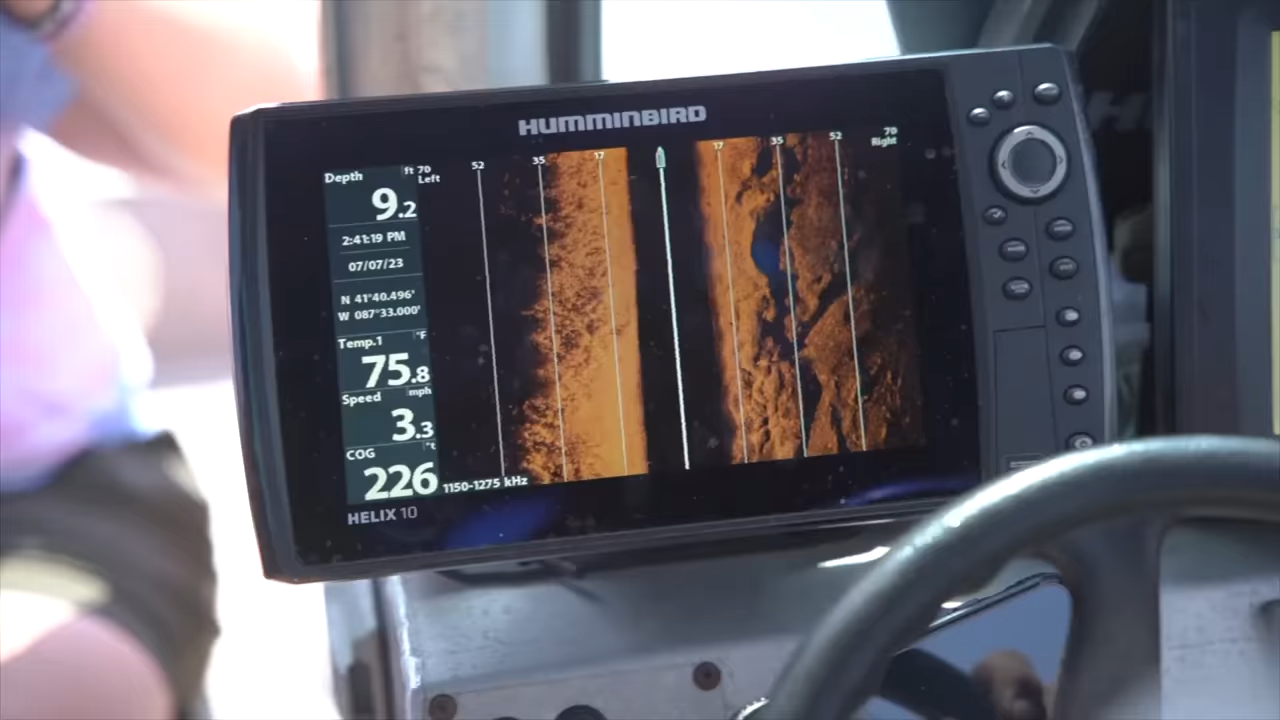 HUMMINBIRD
Depth ft
9.2
2:41:19 PM
07/07/23
N 41°40.496'
W 087°33.000'
Temp.1 °F
75.8
Speed mph
3.3
COG °t
226
70 Left
52
35
17
17
35
52
70 Right
1150-1275 kHz
HELIX 10